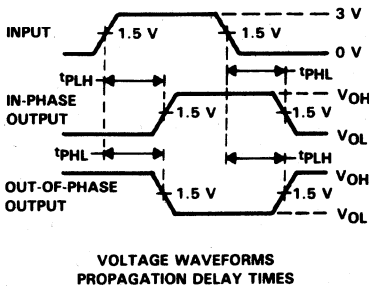 3 V
INPUT
1.5 V
1.5 V
0 V
tPLH
tPHL
IN-PHASE
OUTPUT
VOH
1.5 V
1.5 V
VOL
tPHL
tPLH
OUT-OF-PHASE
OUTPUT
VOH
1.5 V
1.5 V
VOL
VOLTAGE WAVEFORMS
PROPAGATION DELAY TIMES